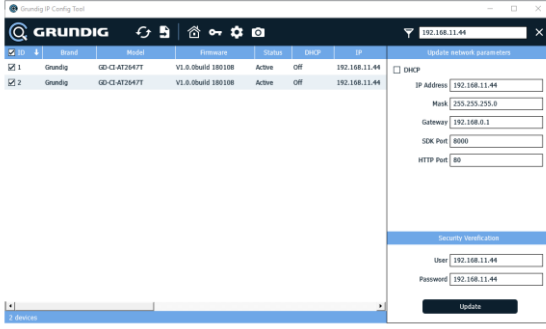 Grundig IP Config Tool
GRUNDIG
192.168.11.44
ID Brand Model Firmware Status DHCP IP
1 Grundig GD-CI-AT2647T V1.0.0build 180108 Active Off 192.168.11.44
2 Grundig GD-CI-AT2647T V1.0.0build 180108 Active Off 192.168.11.44
2 devices
Update network parameters
DHCP
IP Address 192.168.11.44
Mask 255.255.255.0
Gateway 192.168.0.1
SDK Port 8000
HTTP Port 80
Security Verification
User 192.168.11.44
Password 192.168.11.44
Update